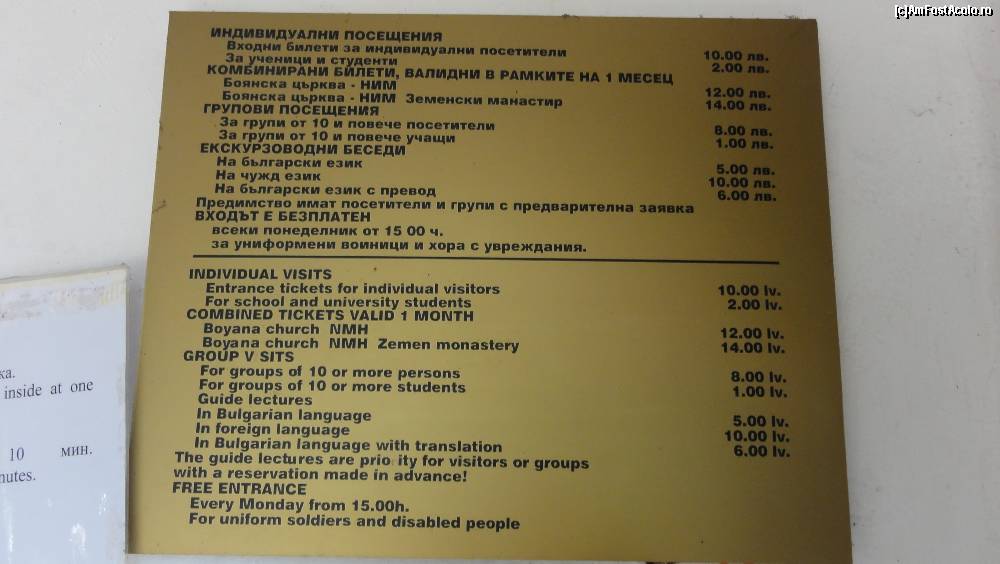 [c]AmFostAcolo.ro
ИНДИВИДУАЛНИ ПОСЕЩЕНИЯ
Входни билети за индивидуални посетители 10.00 лв.
За ученици и студенти 2.00 лв.
КОМБИНИРАНИ БИЛЕТИ, ВАЛИДНИ В РАМКИТЕ НА 1 МЕСЕЦ
Боянска църква - НИМ 12.00 лв.
Боянска църква - НИМ Земенски манастир 14.00 лв.
ГРУПОВИ ПОСЕЩЕНИЯ
За групи от 10 и повече посетители 8.00 лв.
За групи от 10 и повече учащи 1.00 лв.
ЕКСКУРЗОВОДНИ БЕСЕДИ
На български език 5.00 лв.
На чужд език 10.00 лв.
На български език с превод 6.00 лв.
Предимство имат посетители и групи с предварителна заявка
ВХОДЪТ Е БЕЗПЛАТЕН
всеки понеделник от 15 00 ч.
за униформени воиници и хора с увреждания.
INDIVIDUAL VISITS
Entrance tickets for individual visitors 10.00 lv.
For school and university students 2.00 lv.
COMBINED TICKETS VALID 1 MONTH
Boyana church NMH 12.00 lv.
Boyana church NMH Zemen monastery 14.00 lv.
GROUP V SITS
For groups of 10 or more persons 8.00 lv.
For groups of 10 or more students 1.00 lv.
Guide lectures
In Bulgarian language 5.00 lv.
In foreign language 10.00 lv.
In Bulgarian language with translation 6.00 lv.
The guide lectures are prio ity for visitors or groups
with a reservation made in advance!
FREE ENTRANCE
Every Monday from 15.00h.
For uniform soldiers and disabled people
inside at one
10 мин.